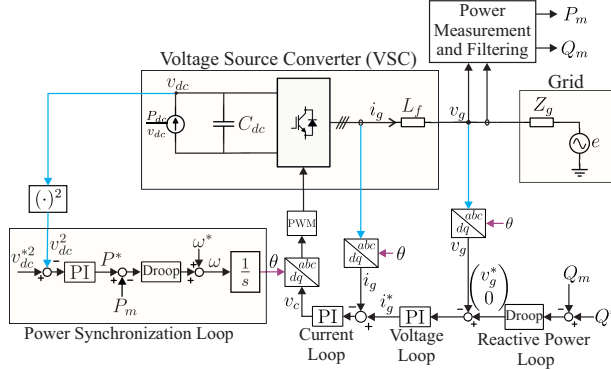 Power
Measurement
and Filtering
P_m
Q_m
Voltage Source Converter (VSC)
Grid
v_dc
P_dc
v_dc
C_dc
i_g
L_f
v_g
Z_g
e
(·)^2
PWM
abc
dq
θ
abc
dq
θ
abc
dq
θ
v_g
i_g
v_dc^*2
v_dc^2
PI
P^*
P_m
Droop
ω^*
ω
1
s
Power Synchronization Loop
v_c
PI
Current
Loop
i_g^*
PI
Voltage
Loop
(v_g^*
0)
Droop
Reactive Power
Loop
Q_m